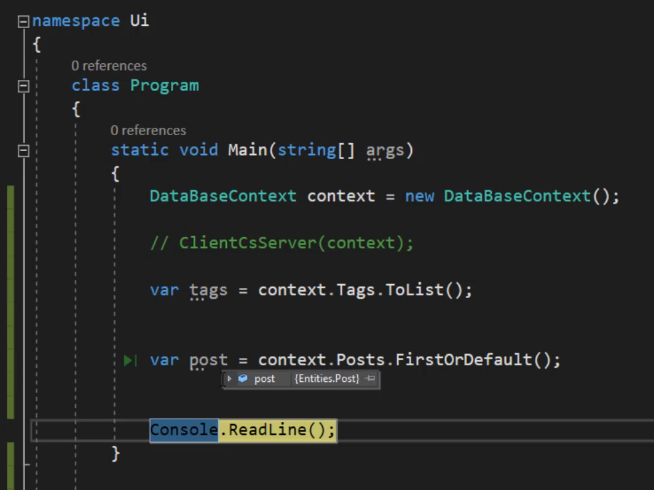 namespace Ui
{
0 references
class Program
{
0 references
static void Main(string[] args)
{
DataBaseContext context = new DataBaseContext();
// ClientCsServer(context);
var tags = context.Tags.ToList();
var post = context.Posts.FirstOrDefault();
post {Entities.Post}
Console.ReadLine();
}